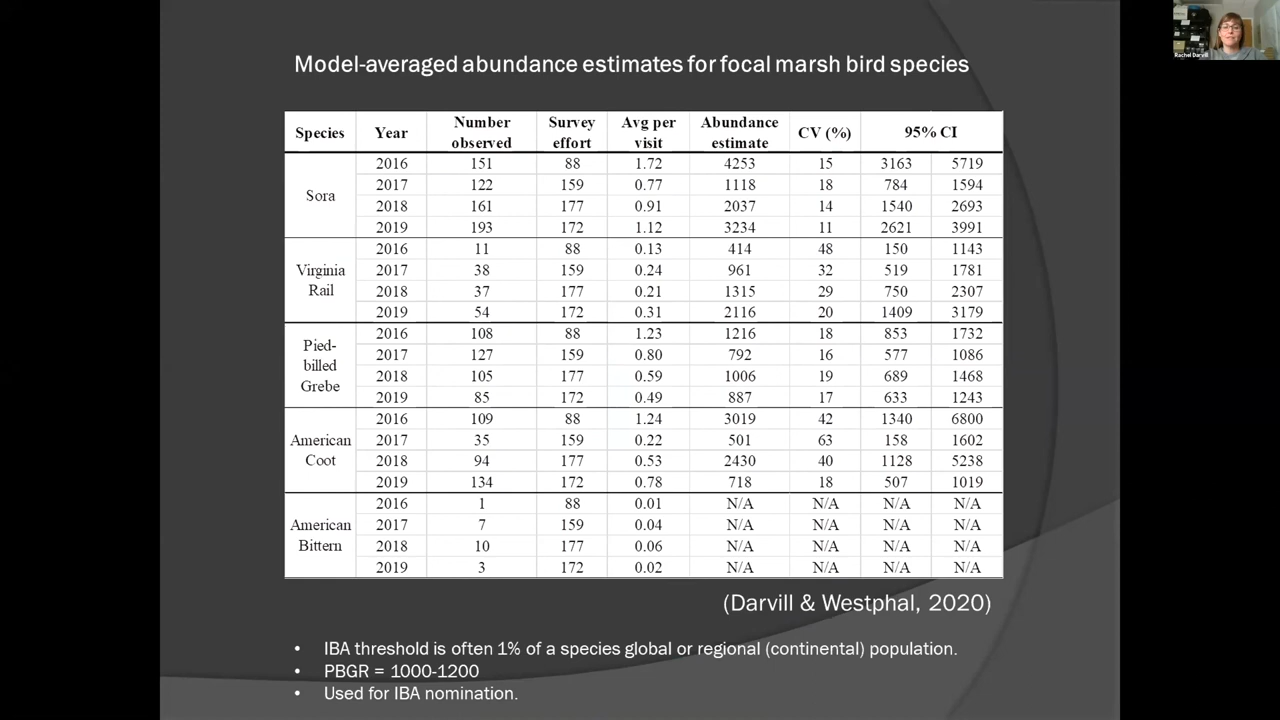 Rachel Darvill
Model-averaged abundance estimates for focal marsh bird species
Species Year Number observed Survey effort Avg per visit Abundance estimate CV (%) 95% CI
Sora 2016 151 88 1.72 4253 15 3163 5719
2017 122 159 0.77 1118 18 784 1594
2018 161 177 0.91 2037 14 1540 2693
2019 193 172 1.12 3234 11 2621 3991
Virginia Rail 2016 11 88 0.13 414 48 150 1143
2017 38 159 0.24 961 32 519 1781
2018 37 177 0.21 1315 29 750 2307
2019 54 172 0.31 2116 20 1409 3179
Pied-billed Grebe 2016 108 88 1.23 1216 18 853 1732
2017 127 159 0.80 792 16 577 1086
2018 105 177 0.59 1006 19 689 1468
2019 85 172 0.49 887 17 633 1243
American Coot 2016 109 88 1.24 3019 42 1340 6800
2017 35 159 0.22 501 63 158 1602
2018 94 177 0.53 2430 40 1128 5238
2019 134 172 0.78 718 18 507 1019
American Bittern 2016 1 88 0.01 N/A N/A N/A N/A
2017 7 159 0.04 N/A N/A N/A N/A
2018 10 177 0.06 N/A N/A N/A N/A
2019 3 172 0.02 N/A N/A N/A N/A
(Darvill & Westphal, 2020)
• IBA threshold is often 1% of a species global or regional (continental) population.
• PBGR = 1000-1200
• Used for IBA nomination.